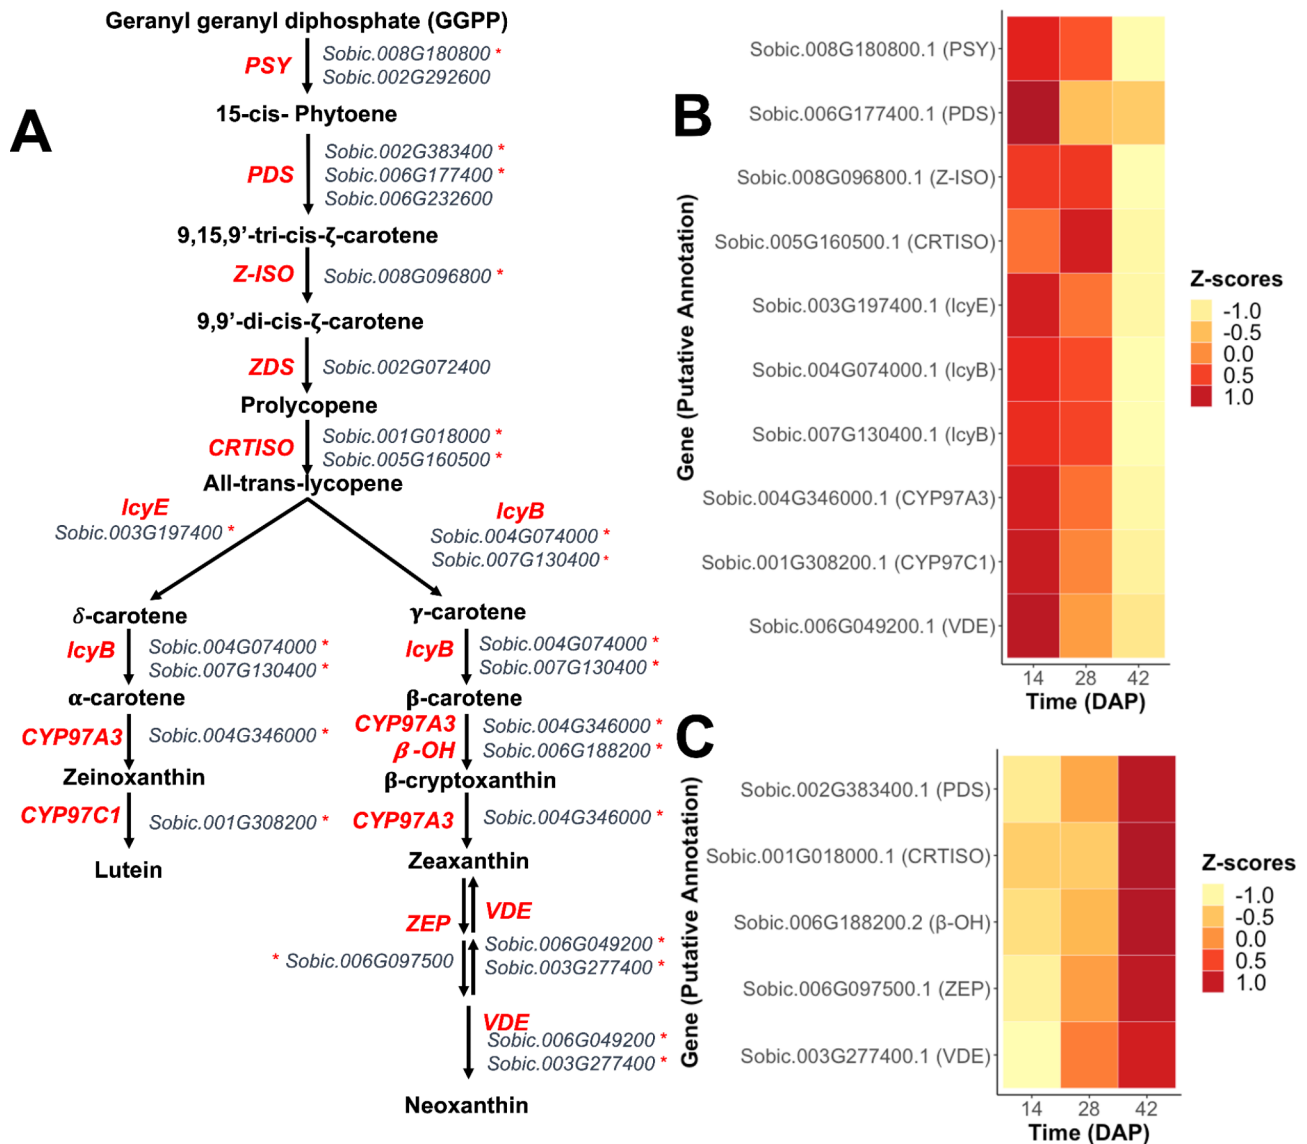 A
Geranyl geranyl diphosphate (GGPP)
PSY
Sobic.008G180800 *
Sobic.002G292600
15-cis- Phytoene
PDS
Sobic.002G383400 *
Sobic.006G177400 *
Sobic.006G232600
9,15,9’-tri-cis-ζ-carotene
Z-ISO
Sobic.008G096800 *
9,9’-di-cis-ζ-carotene
ZDS
Sobic.002G072400
Prolycopene
CRTISO
Sobic.001G018000 *
Sobic.005G160500 *
All-trans-lycopene
lcyE
Sobic.003G197400 *
lcyB
Sobic.004G074000 *
Sobic.007G130400 *
δ-carotene
lcyB
Sobic.004G074000 *
Sobic.007G130400 *
α-carotene
CYP97A3
Sobic.004G346000 *
Zeinoxanthin
CYP97C1
Sobic.001G308200 *
Lutein
γ-carotene
lcyB
Sobic.004G074000 *
Sobic.007G130400 *
β-carotene
CYP97A3
β -OH
Sobic.004G346000 *
Sobic.006G188200 *
β-cryptoxanthin
CYP97A3
Sobic.004G346000 *
Zeaxanthin
ZEP
VDE
* Sobic.006G097500
Sobic.006G049200 *
Sobic.003G277400 *
VDE
Sobic.006G049200 *
Sobic.003G277400 *
Neoxanthin
B
Gene (Putative Annotation)
Sobic.008G180800.1 (PSY)
Sobic.006G177400.1 (PDS)
Sobic.008G096800.1 (Z-ISO)
Sobic.005G160500.1 (CRTISO)
Sobic.003G197400.1 (lcyE)
Sobic.004G074000.1 (lcyB)
Sobic.007G130400.1 (lcyB)
Sobic.004G346000.1 (CYP97A3)
Sobic.001G308200.1 (CYP97C1)
Sobic.006G049200.1 (VDE)
14 28 42
Time (DAP)
Z-scores
-1.0
-0.5
0.0
0.5
1.0
C
Gene (Putative Annotation)
Sobic.002G383400.1 (PDS)
Sobic.001G018000.1 (CRTISO)
Sobic.006G188200.2 (β-OH)
Sobic.006G097500.1 (ZEP)
Sobic.003G277400.1 (VDE)
14 28 42
Time (DAP)
Z-scores
-1.0
-0.5
0.0
0.5
1.0